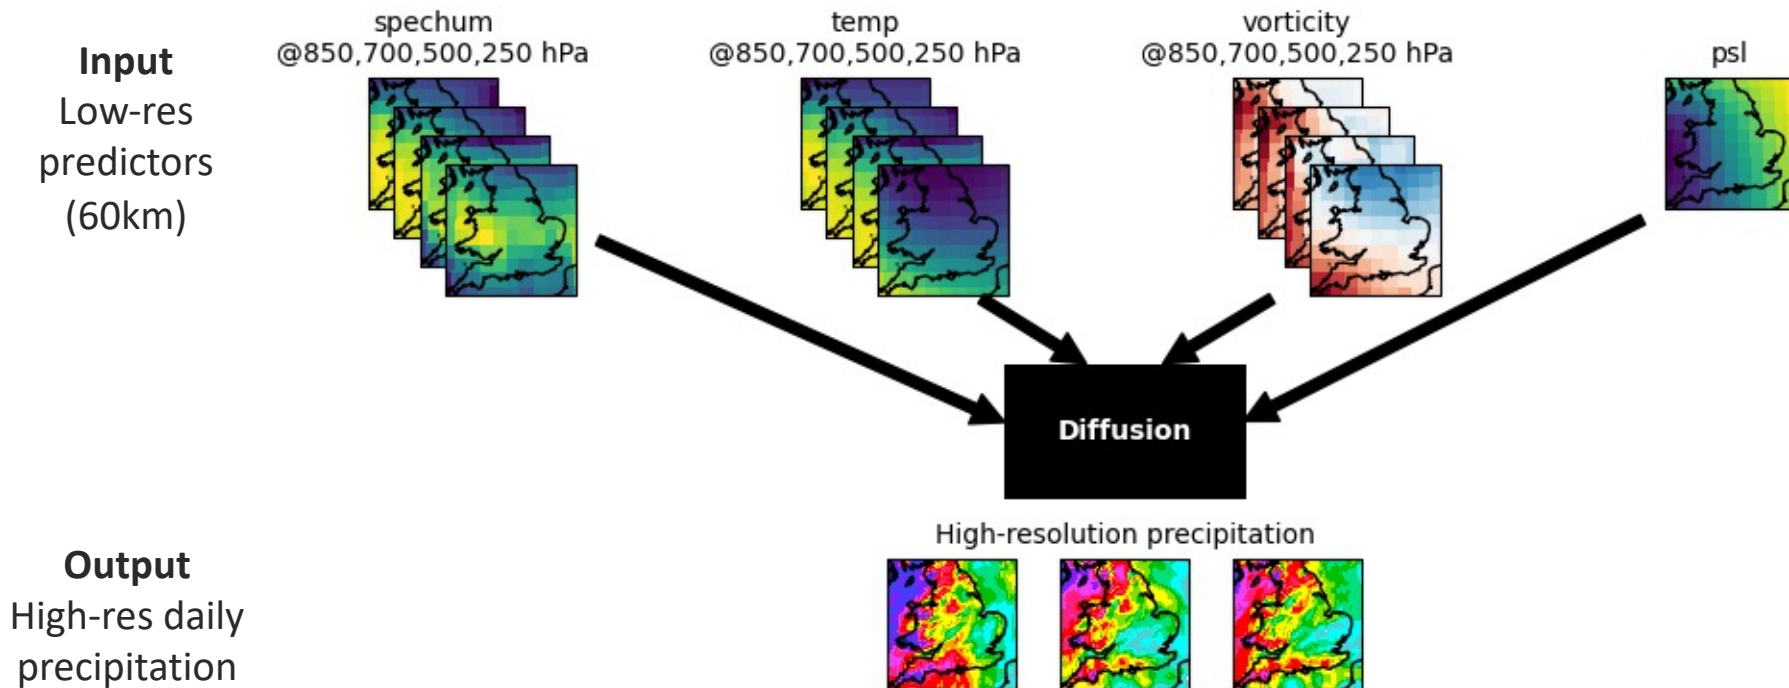 Input
Low-res
predictors
(60km)
spechum
@850,700,500,250 hPa
temp
@850,700,500,250 hPa
vorticity
@850,700,500,250 hPa
psl
Diffusion
High-resolution precipitation
Output
High-res daily
precipitation